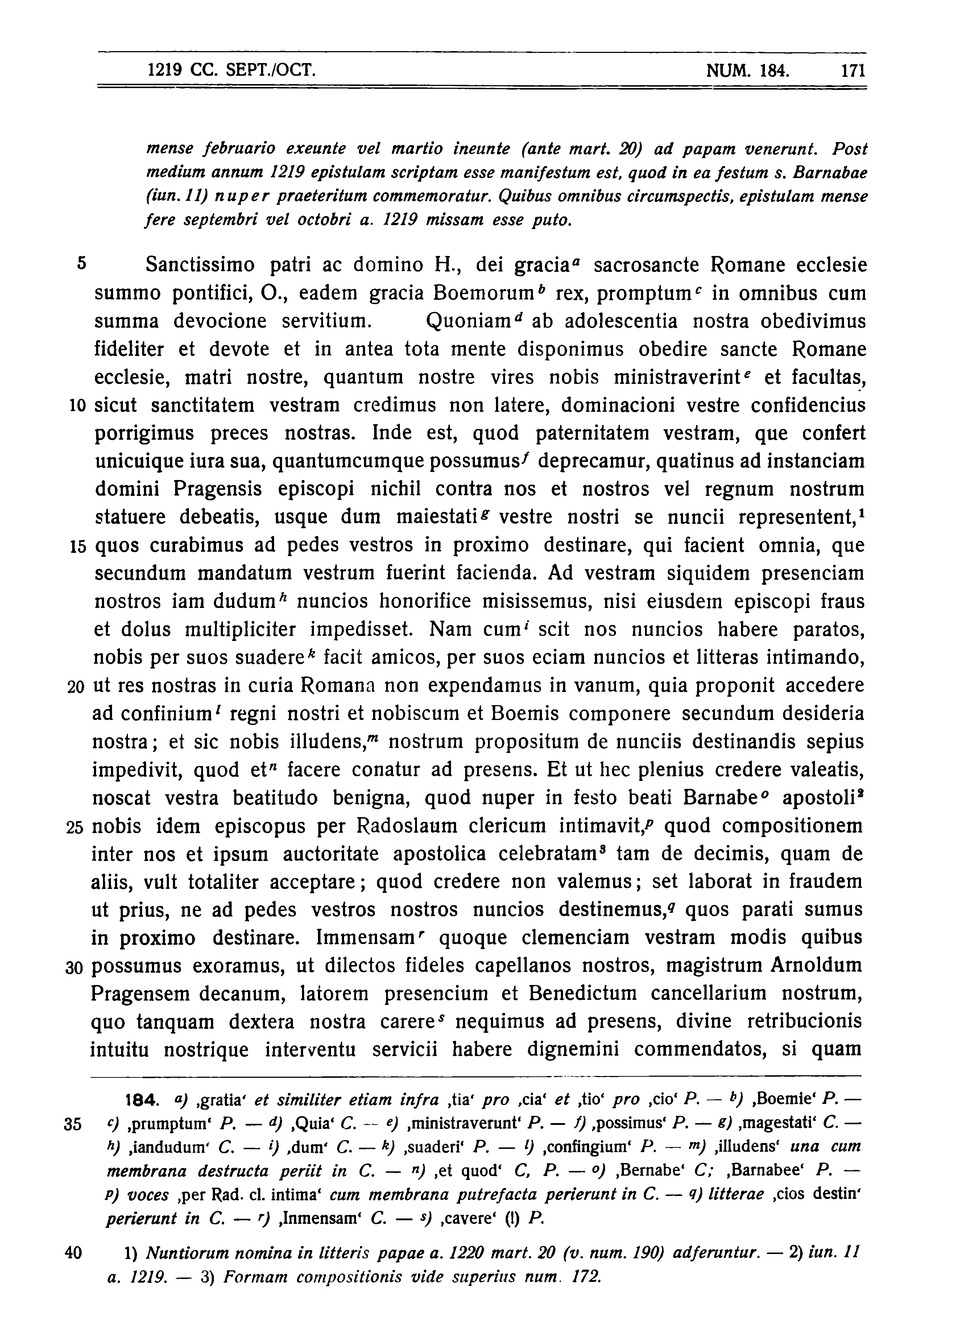 1219 CC. SEPT./OCT. NUM. 184. 171
mense februario exeunte vel martio ineunte (ante mart. 20) ad papam venerunt. Post
medium annum 1219 epistulam scriptam esse manifestum est, quod in ea festum s. Barnabae
(iun. 11) nuper praeteritum commemoratur. Quibus omnibus circumspectis, epistulam mense
fere septembri vel octobri a. 1219 missam esse puto.
5 Sanctissimo patri ac domino H., dei gracia a sacrosancte Romane ecclesie
summo pontifici, O., eadem gracia Boemorum b rex, promptum c in omnibus cum
summa devocione servitium. Quoniam d ab adolescentia nostra obedivimus
fideliter et devote et in antea tota mente disponimus obedire sancte Romane
ecclesie, matri nostre, quantum nostre vires nobis ministraverint e et facultas,
10 sicut sanctitatem vestram credimus non latere, dominacioni vestre confidencius
porrigimus preces nostras. Inde est, quod paternitatem vestram, que confert
unicuique iura sua, quantumcumque possumus f deprecamur, quatinus ad instanciam
domini Pragensis episcopi nichil contra nos et nostros vel regnum nostrum
statuere debeatis, usque dum maiestati g vestre nostri se nuncii representent,¹
15 quos curabimus ad pedes vestros in proximo destinare, qui facient omnia, que
secundum mandatum vestrum fuerint facienda. Ad vestram siquidem presenciam
nostros iam dudum h nuncios honorifice misissemus, nisi eiusdem episcopi fraus
et dolus multipliciter impedisset. Nam cum i scit nos nuncios habere paratos,
nobis per suos suadere k facit amicos, per suos eciam nuncios et litteras intimando,
20 ut res nostras in curia Romana non expendamus in vanum, quia proponit accedere
ad confinium l regni nostri et nobiscum et Boemis componere secundum desideria
nostra; et sic nobis illudens,m nostrum propositum de nunciis destinandis sepius
impedivit, quod et n facere conatur ad presens. Et ut hec plenius credere valeatis,
noscat vestra beatitudo benigna, quod nuper in festo beati Barnabe o apostoli²
25 nobis idem episcopus per Radoslaum clericum intimavit,p quod compositionem
inter nos et ipsum auctoritate apostolica celebratam³ tam de decimis, quam de
aliis, vult totaliter acceptare; quod credere non valemus; set laborat in fraudem
ut prius, ne ad pedes vestros nostros nuncios destinemus,q quos parati sumus
in proximo destinare. Immensam r quoque clemenciam vestram modis quibus
30 possumus exoramus, ut dilectos fideles capellanos nostros, magistrum Arnoldum
Pragensem decanum, latorem presencium et Benedictum cancellarium nostrum,
quo tanquam dextera nostra carere s nequimus ad presens, divine retribucionis
intuitu nostrique interventu servicii habere dignemini commendatos, si quam
184. a) ‚gratia‘ et similiter etiam infra ‚tia‘ pro ‚cia‘ et ‚tio‘ pro ‚cio‘ P. — b) ‚Boemie‘ P. —
35 c) ‚prumptum‘ P. — d) ‚Quia‘ C. — e) ‚ministraverunt‘ P. — f) ‚possimus‘ P. — g) ‚magestati‘ C. —
h) ‚iandudum‘ C. — i) ‚dum‘ C. — k) ‚suaderi‘ P. — l) ‚confingium‘ P. — m) ‚illudens‘ una cum
membrana destructa periit in C. — n) ‚et quod‘ C, P. — o) ‚Bernabe‘ C; ‚Barnabee‘ P. —
p) voces ‚per Rad. cl. intima‘ cum membrana putrefacta perierunt in C. — q) litterae ‚cios destin‘
perierunt in C. — r) ‚Inmensam‘ C. — s) ‚cavere‘ (!) P.
40 1) Nuntiorum nomina in litteris papae a. 1220 mart. 20 (v. num. 190) adferuntur. — 2) iun. 11
a. 1219. — 3) Formam compositionis vide superius num. 172.